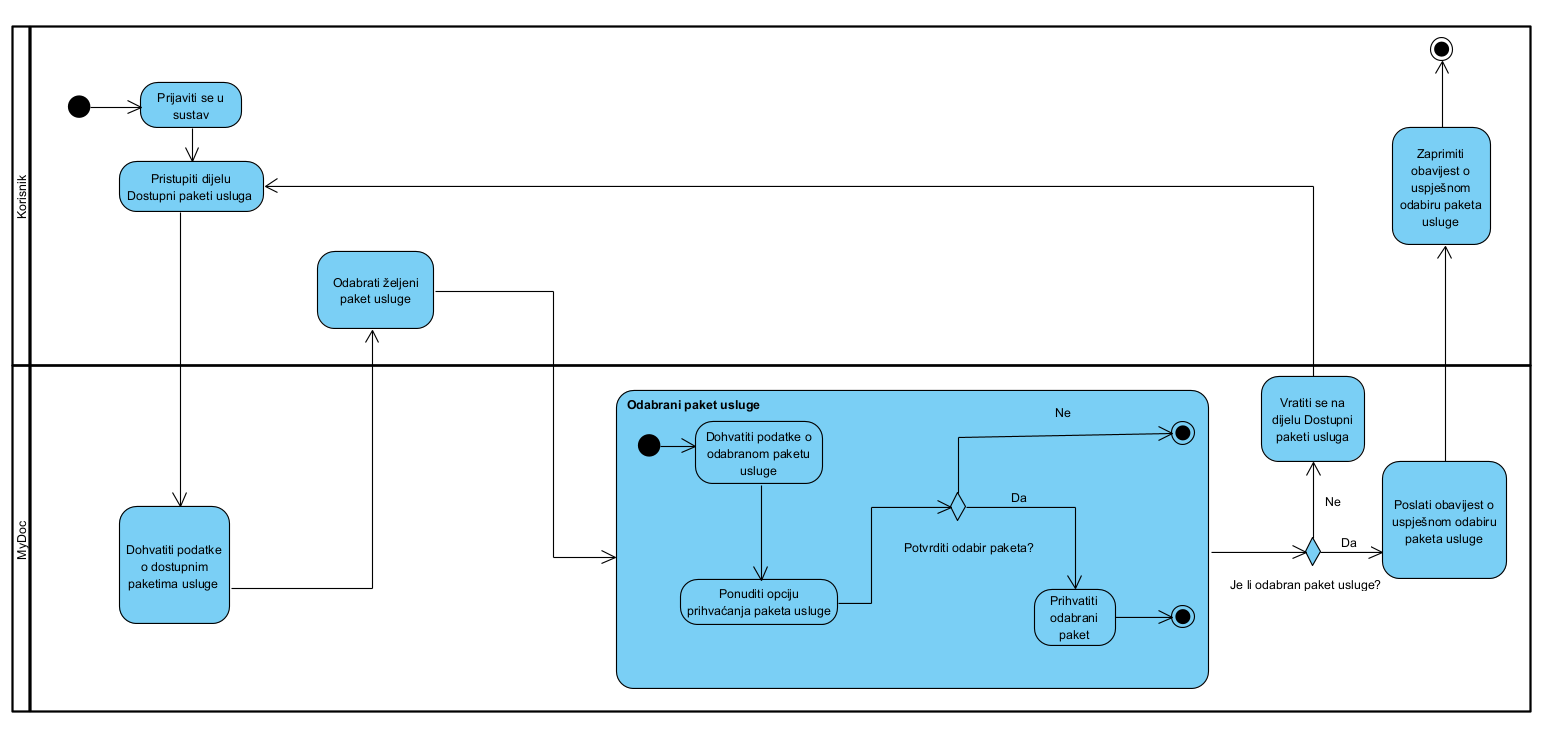 Korisnik
Prijaviti se u
sustav
Pristupiti dijelu
Dostupni paketi usluga
Odabrati željeni
paket usluge
Zaprimiti
obavijest o
uspješnom
odabiru paketa
usluge
MyDoc
Dohvatiti podatke
o dostupnim
paketima usluge
Odabrani paket usluge
Dohvatiti podatke o
odabranom paketu
usluge
Ponuditi opciju
prihvaćanja paketa usluge
Ne
Da
Potvrditi odabir paketa?
Prihvatiti
odabrani
paket
Vratiti se na
dijelu Dostupni
paketi usluga
Ne
Da
Je li odabran paket usluge?
Poslati obavijest o
uspješnom odabiru
paketa usluge